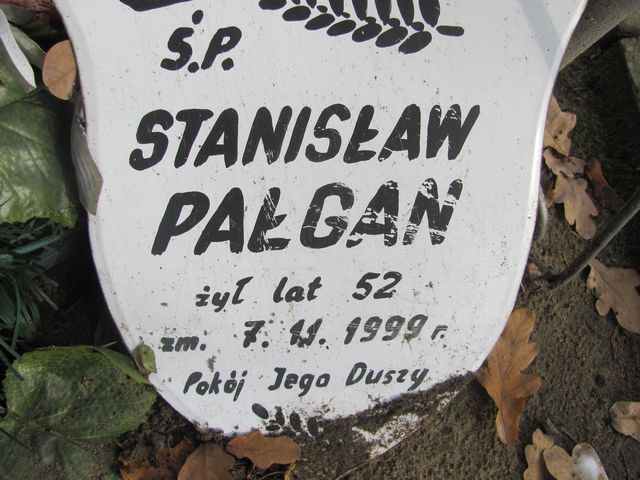 Ś.P.
STANISŁAW
PAŁGAN
żył lat 52
zm. 7.11.1999 r.
Pokój Jego Duszy